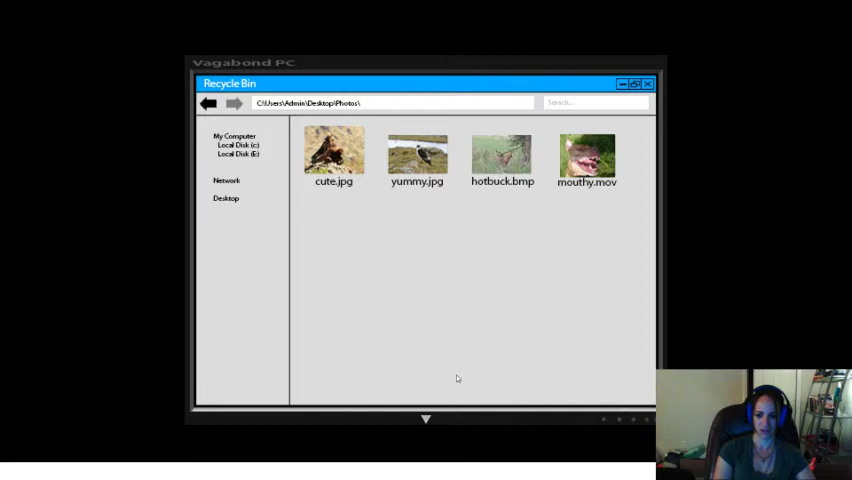 Vagabond PC
Recycle Bin
C:\Users\Admin\Desktop\Photos\
Search...
My Computer
Local Disk (c:)
Local Disk (E:)
Network
Desktop
cute.jpg
yummy.jpg
hotbuck.bmp
mouthy.mov